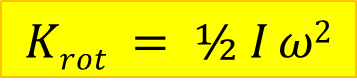 K_rot = ½ I ω²